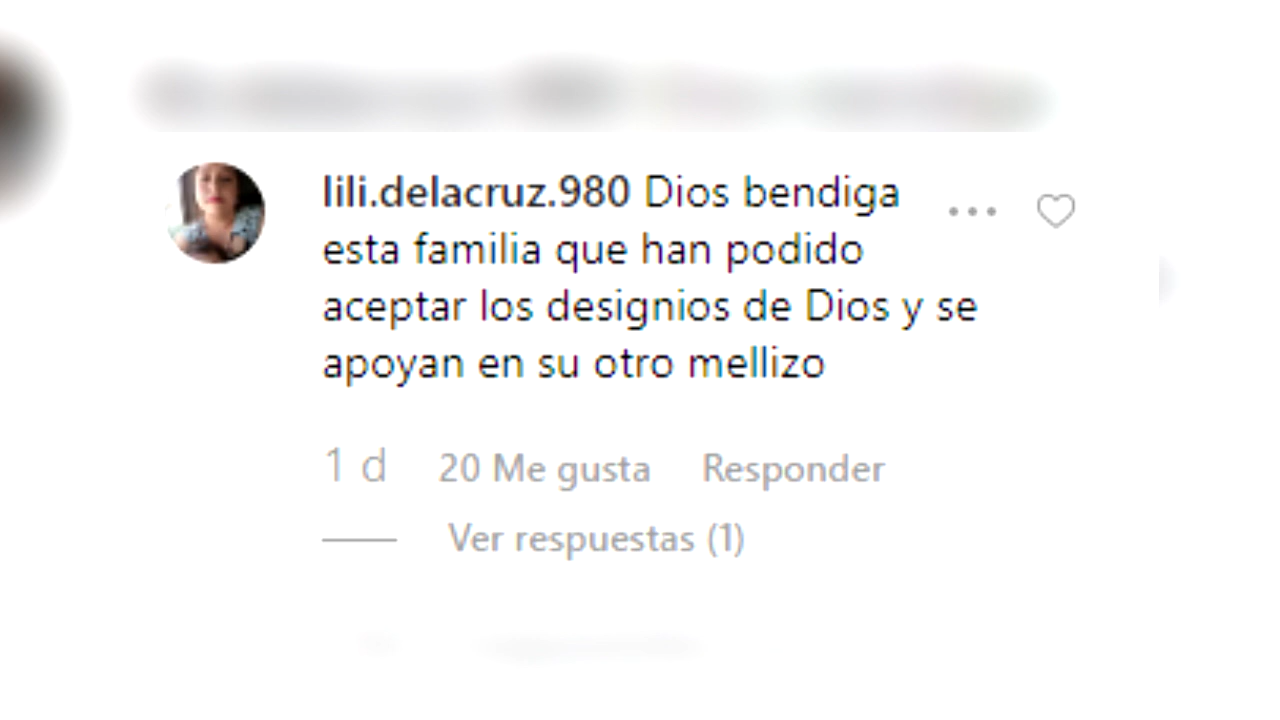 lili.delacruz.980 Dios bendiga
esta familia que han podido
aceptar los designios de Dios y se
apoyan en su otro mellizo
1 d 20 Me gusta Responder
Ver respuestas (1)